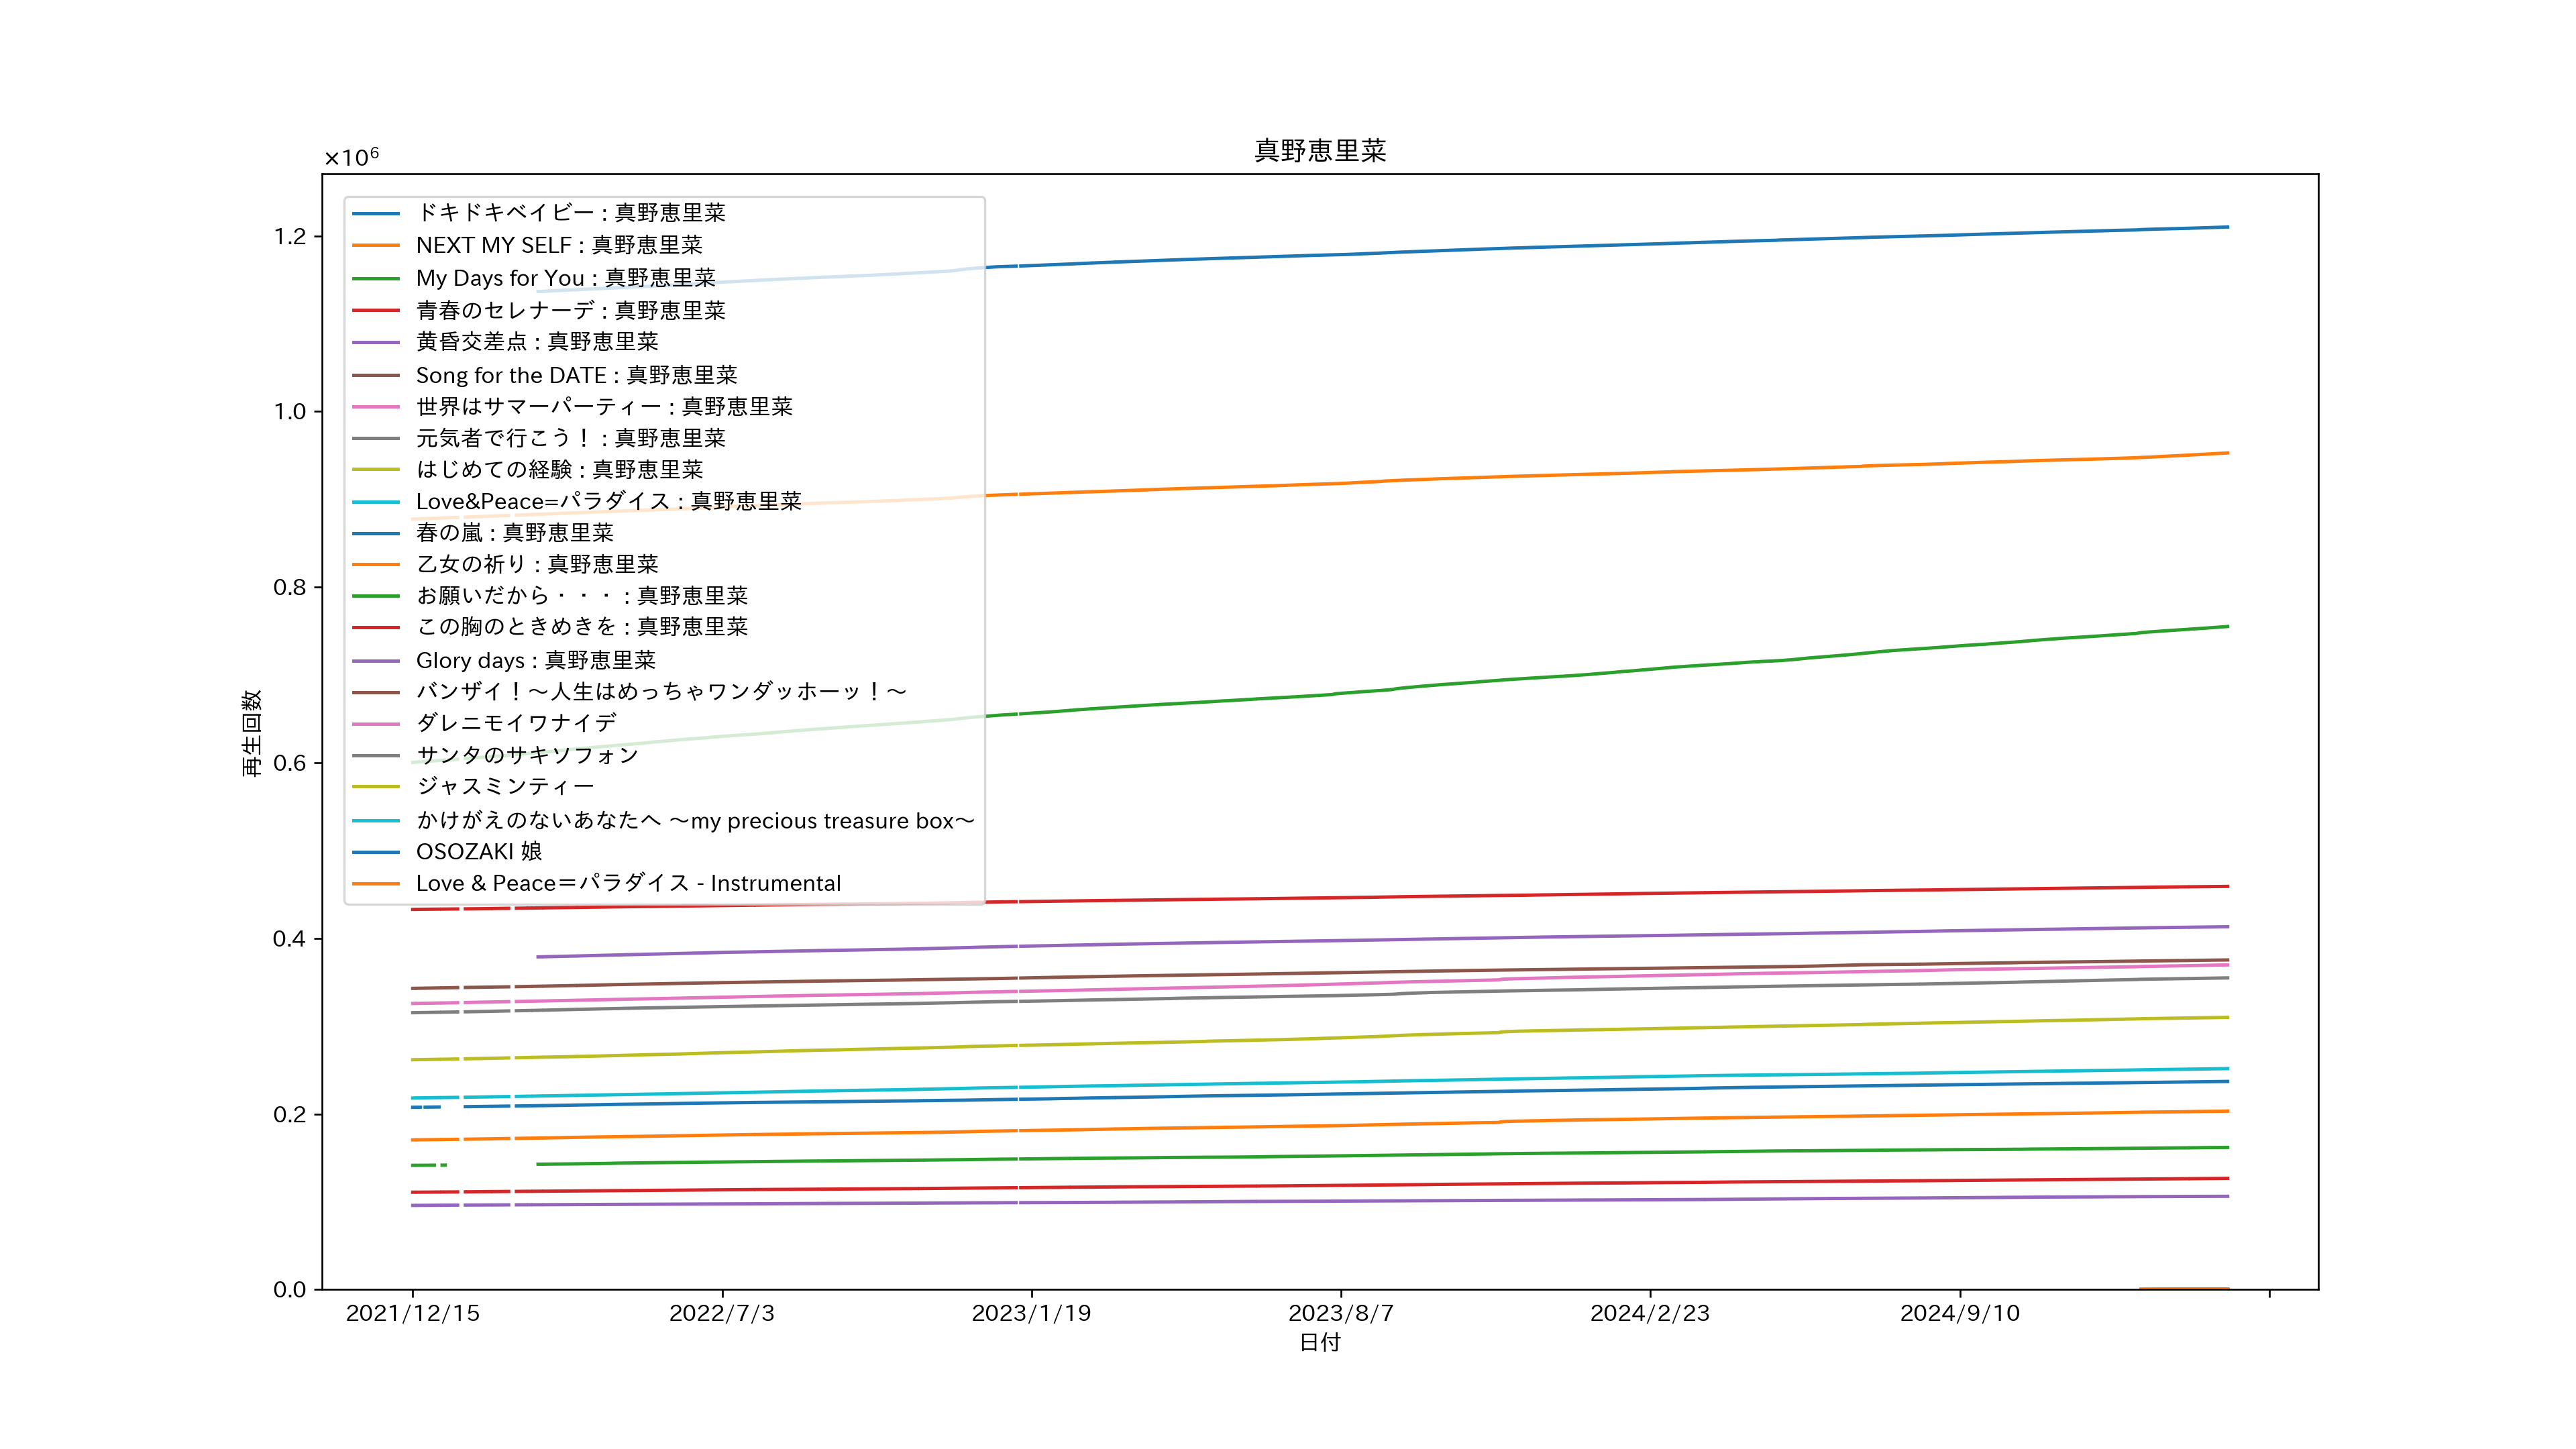 真野恵里菜
×10⁶
1.2
1.0
0.8
0.6
0.4
0.2
0.0
再生回数
ドキドキベイビー : 真野恵里菜
NEXT MY SELF : 真野恵里菜
My Days for You : 真野恵里菜
青春のセレナーデ : 真野恵里菜
黄昏交差点 : 真野恵里菜
Song for the DATE : 真野恵里菜
世界はサマーパーティー : 真野恵里菜
元気者で行こう！ : 真野恵里菜
はじめての経験 : 真野恵里菜
Love&Peace=パラダイス : 真野恵里菜
春の嵐 : 真野恵里菜
乙女の祈り : 真野恵里菜
お願いだから・・・ : 真野恵里菜
この胸のときめきを : 真野恵里菜
Glory days : 真野恵里菜
バンザイ！～人生はめっちゃワンダッホーッ！～
ダレニモイワナイデ
サンタのサキソフォン
ジャスミンティー
かけがえのないあなたへ ～my precious treasure box～
OSOZAKI 娘
Love & Peace＝パラダイス - Instrumental
2021/12/15
2022/7/3
2023/1/19
2023/8/7
2024/2/23
2024/9/10
日付